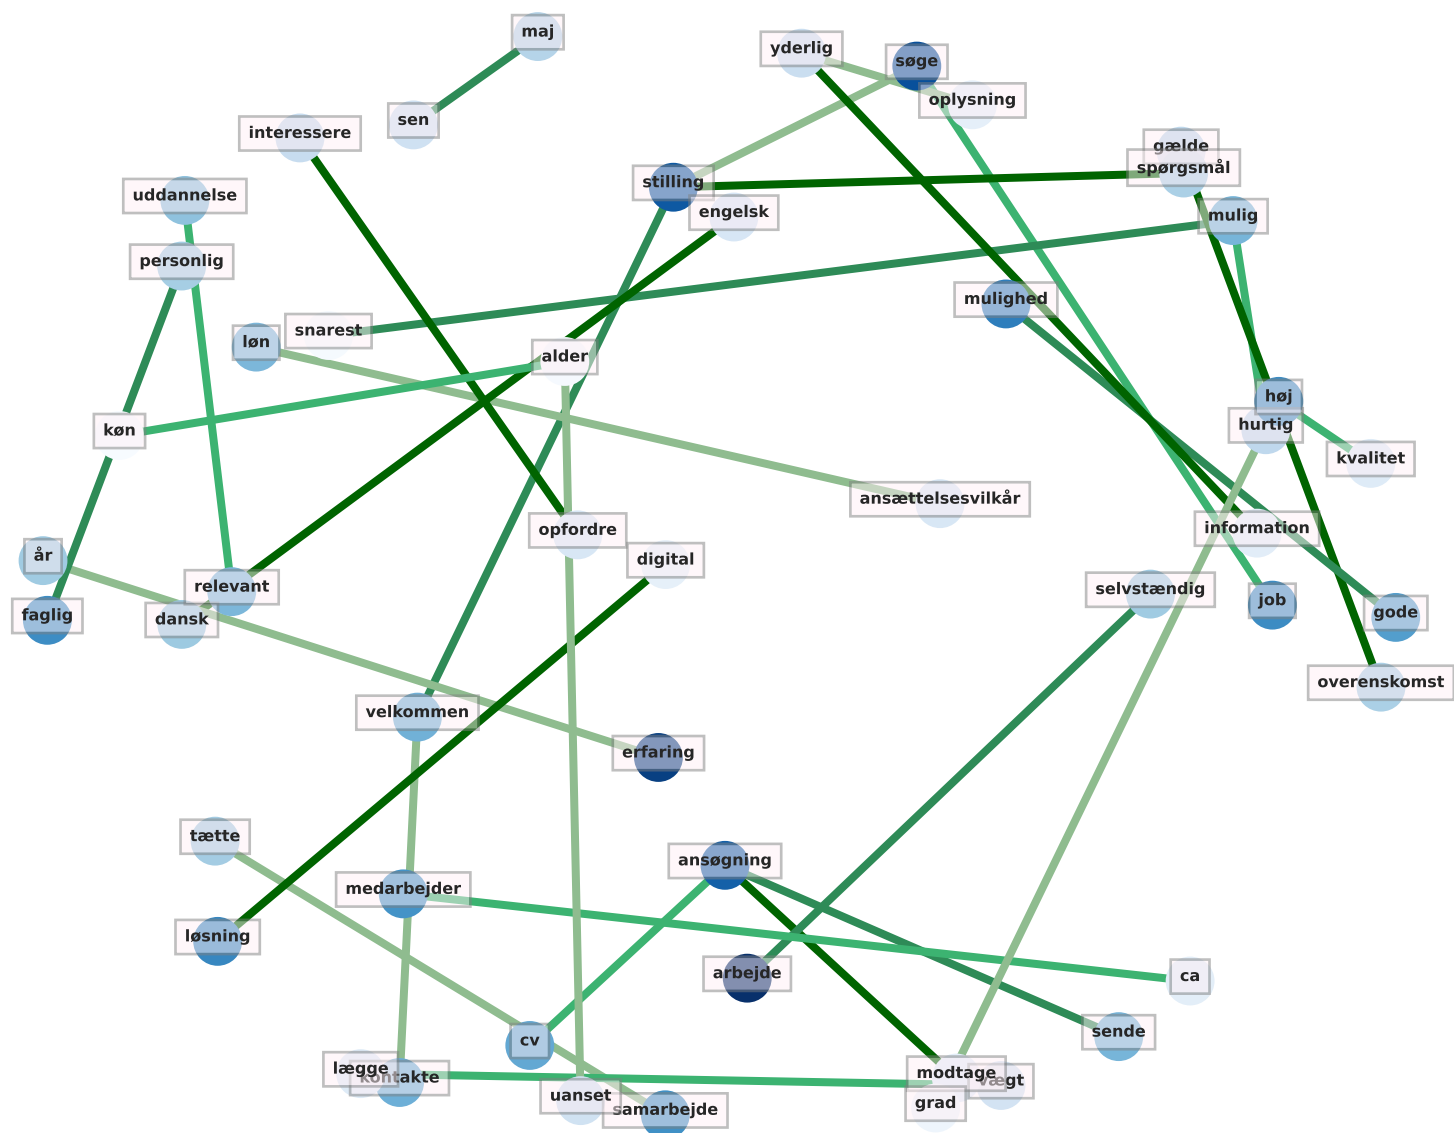 maj
yderlig
søge
oplysning
sen
interessere
gælde
spørgsmål
stilling
uddannelse
engelsk
mulig
personlig
mulighed
snarest
løn
alder
høj
hurtig
køn
kvalitet
ansættelsesvilkår
opfordre
information
digital
år
relevant
selvstændig
job
gode
faglig
dansk
overenskomst
velkommen
erfaring
tætte
ansøgning
medarbejder
løsning
arbejde
ca
sende
cv
lægge
kontakte
modtage
vægt
uanset
grad
samarbejde